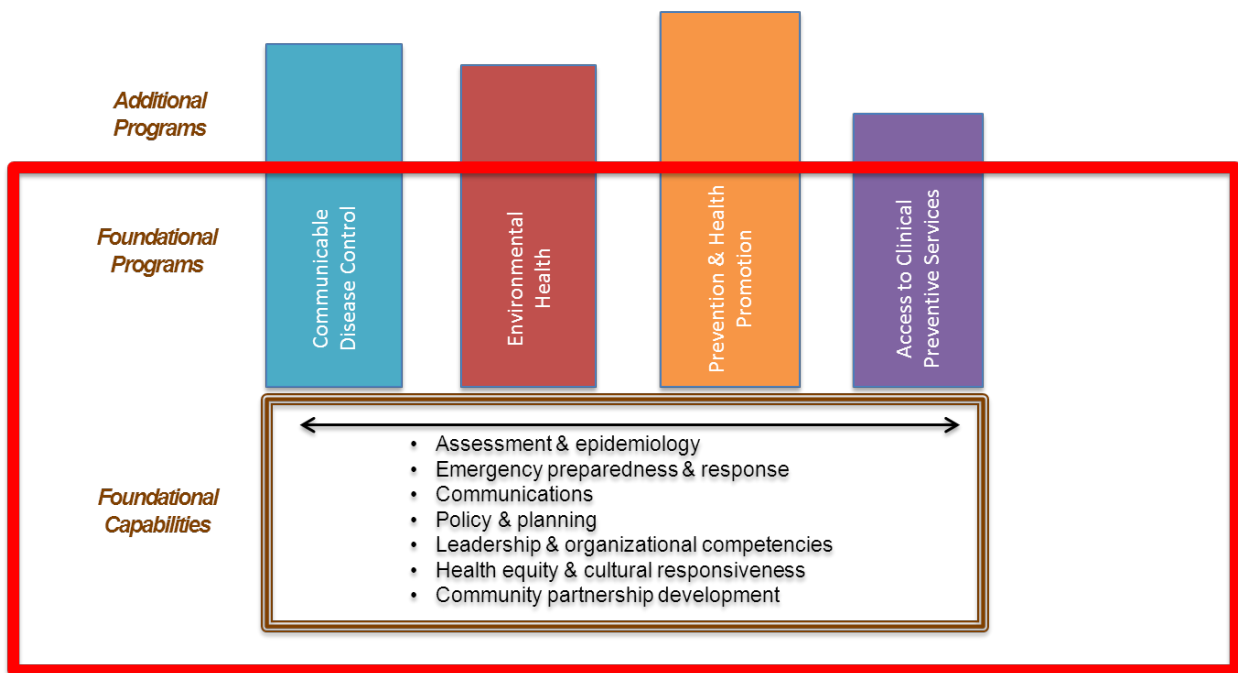 Additional
Programs
Foundational
Programs
Communicable
Disease Control
Environmental
Health
Prevention & Health
Promotion
Access to Clinical
Preventive Services
Foundational
Capabilities
• Assessment & epidemiology
• Emergency preparedness & response
• Communications
• Policy & planning
• Leadership & organizational competencies
• Health equity & cultural responsiveness
• Community partnership development